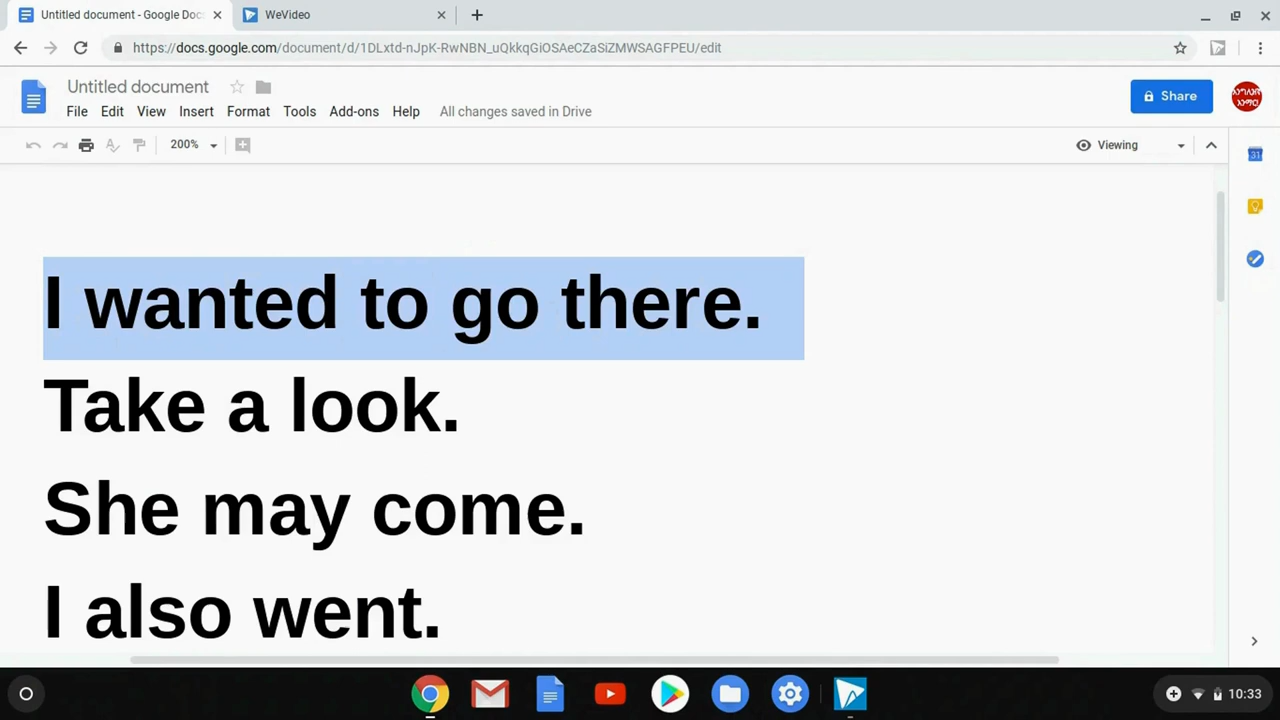 Untitled document - Google Doc
WeVideo
https://docs.google.com/document/d/1DLxtd-nJpK-RwNBN_uQkkqGiOSAeCZaSiZMWSAGFPEU/edit
Untitled document
File Edit View Insert Format Tools Add-ons Help All changes saved in Drive
Share
200%
Viewing
31
I wanted to go there.
Take a look.
She may come.
I also went.
10:33